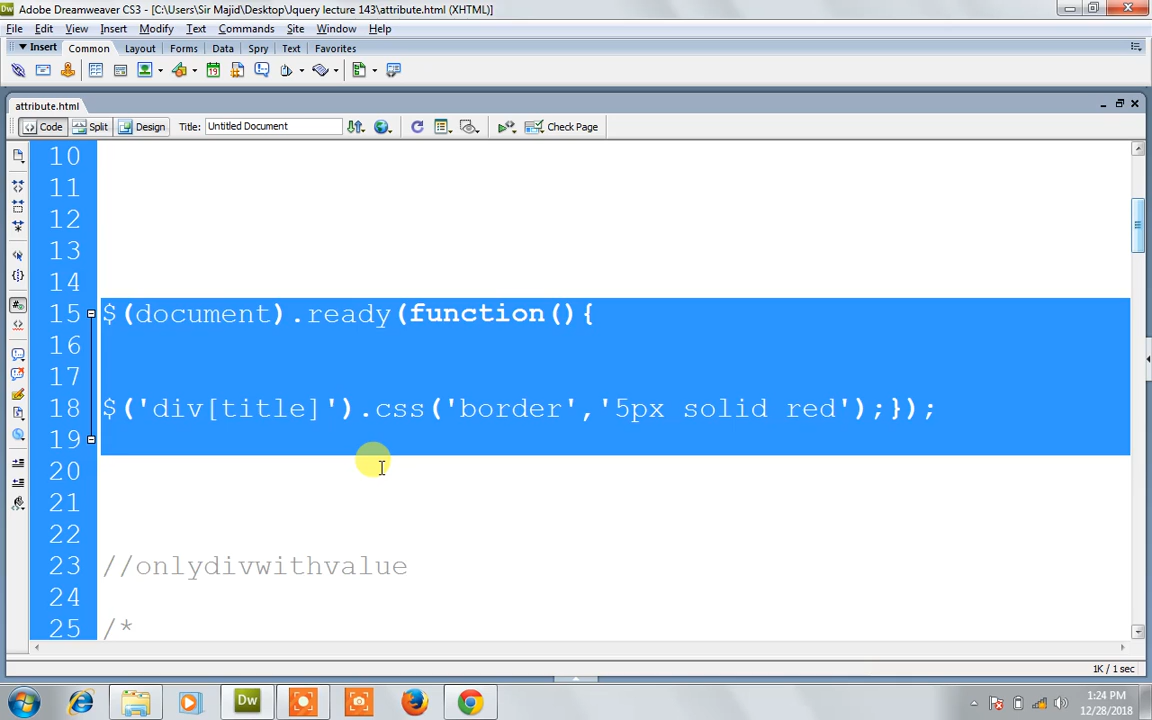 Dw Adobe Dreamweaver CS3 - [C:\Users\Sir Majid\Desktop\Jquery lecture 143\attribute.html (XHTML)]
File Edit View Insert Modify Text Commands Site Window Help
Insert Common Layout Forms Data Spry Text Favorites
attribute.html
Code Split Design Title: Untitled Document Check Page
10
11
12
13
14
15 $(document).ready(function(){
16
17
18 $('div[title]').css('border','5px solid red');});
19
20
21
22
23 //onlydivwithvalue
24
25 /*
1K / 1 sec
Dw
1:24 PM
12/28/2018